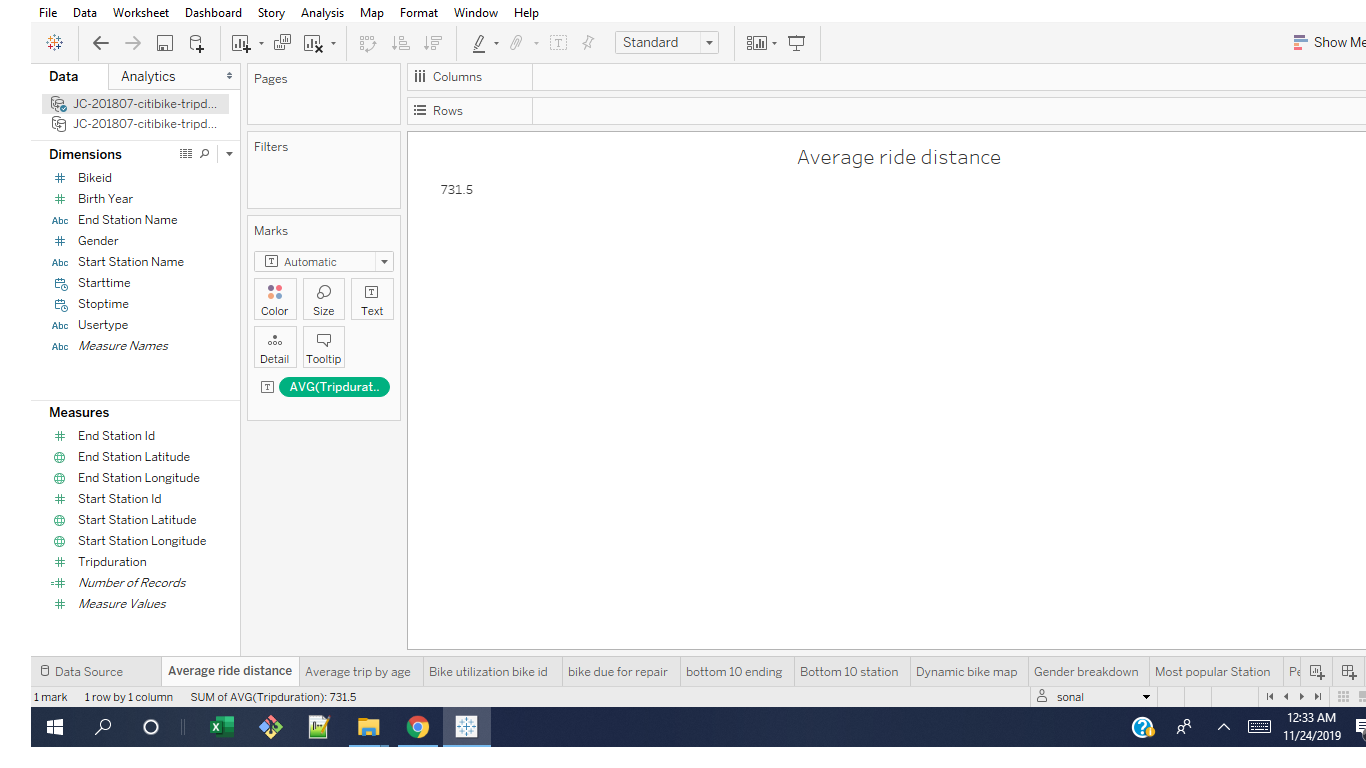 File Data Worksheet Dashboard Story Analysis Map Format Window Help
Standard
Show Me
Data Analytics
JC-201807-citibike-tripd...
JC-201807-citibike-tripd...
Dimensions
# Bikeid
# Birth Year
Abc End Station Name
# Gender
Abc Start Station Name
Starttime
Stoptime
Abc Usertype
Abc Measure Names
Measures
# End Station Id
End Station Latitude
End Station Longitude
# Start Station Id
Start Station Latitude
Start Station Longitude
# Tripduration
=# Number of Records
# Measure Values
Pages
Filters
Marks
T Automatic
Color Size T Text
Detail Tooltip
T AVG(Tripdurat..
Columns
Rows
Average ride distance
731.5
Data Source Average ride distance Average trip by age Bike utilization bike id bike due for repair bottom 10 ending Bottom 10 station Dynamic bike map Gender breakdown Most popular Station Pe
1 mark 1 row by 1 column SUM of AVG(Tripduration): 731.5 sonal
12:33 AM
11/24/2019